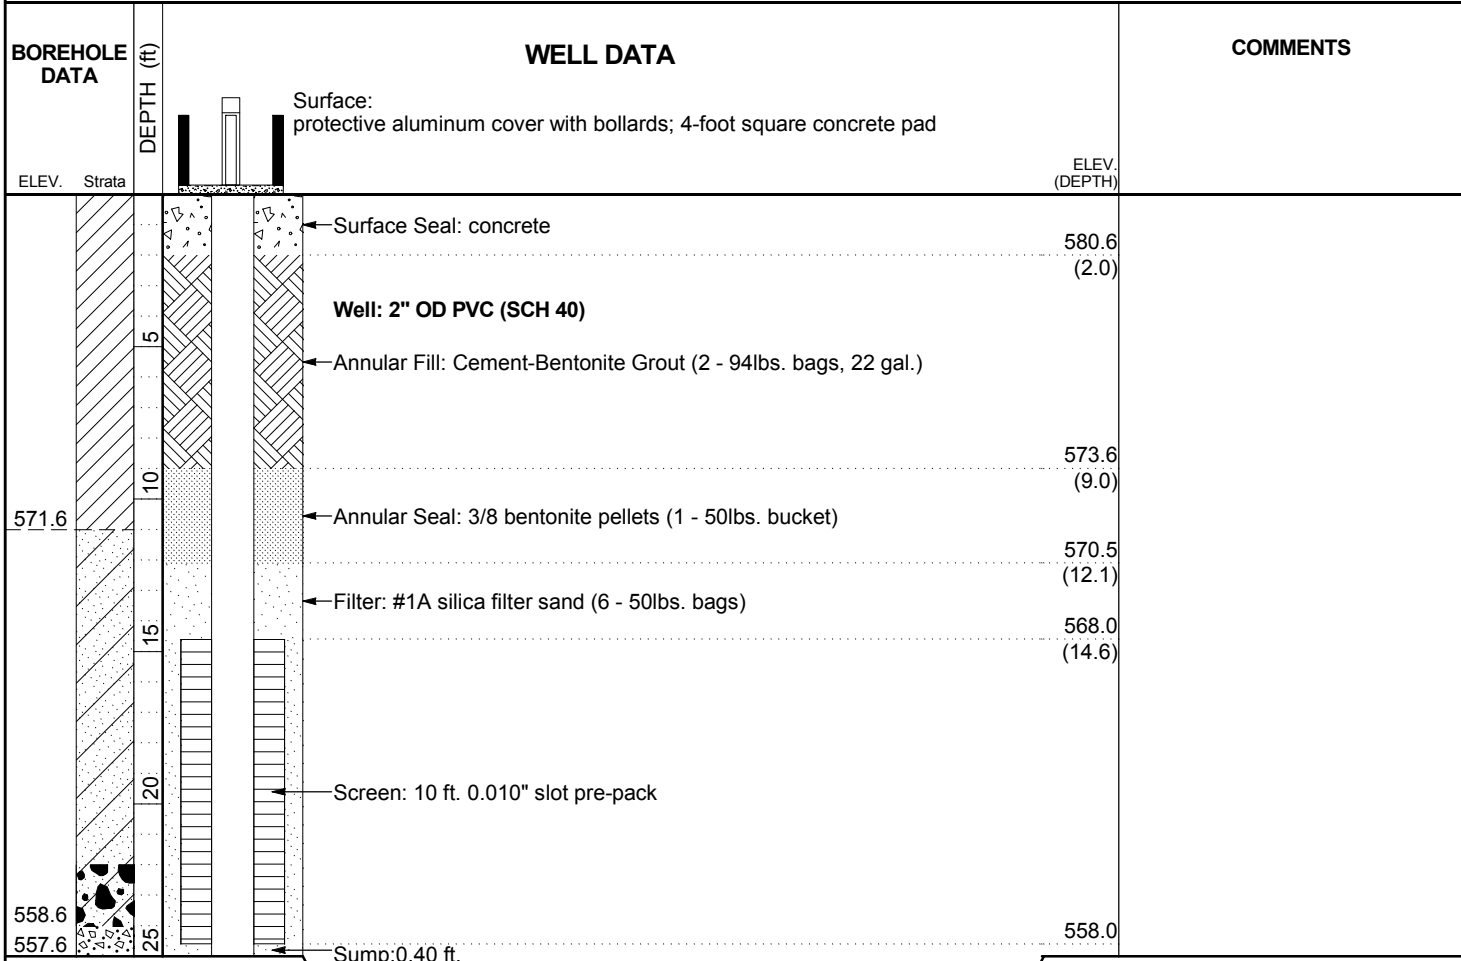 BOREHOLE DATA
ELEV. Strata
DEPTH (ft)
WELL DATA
COMMENTS
Surface:
protective aluminum cover with bollards; 4-foot square concrete pad
ELEV.
(DEPTH)
Surface Seal: concrete
580.6
(2.0)
Well: 2" OD PVC (SCH 40)
5
Annular Fill: Cement-Bentonite Grout (2 - 94lbs. bags, 22 gal.)
573.6
(9.0)
10
571.6
Annular Seal: 3/8 bentonite pellets (1 - 50lbs. bucket)
570.5
(12.1)
Filter: #1A silica filter sand (6 - 50lbs. bags)
15
568.0
(14.6)
20
Screen: 10 ft. 0.010" slot pre-pack
558.6
558.0
557.6
25
Sump:0.40 ft.